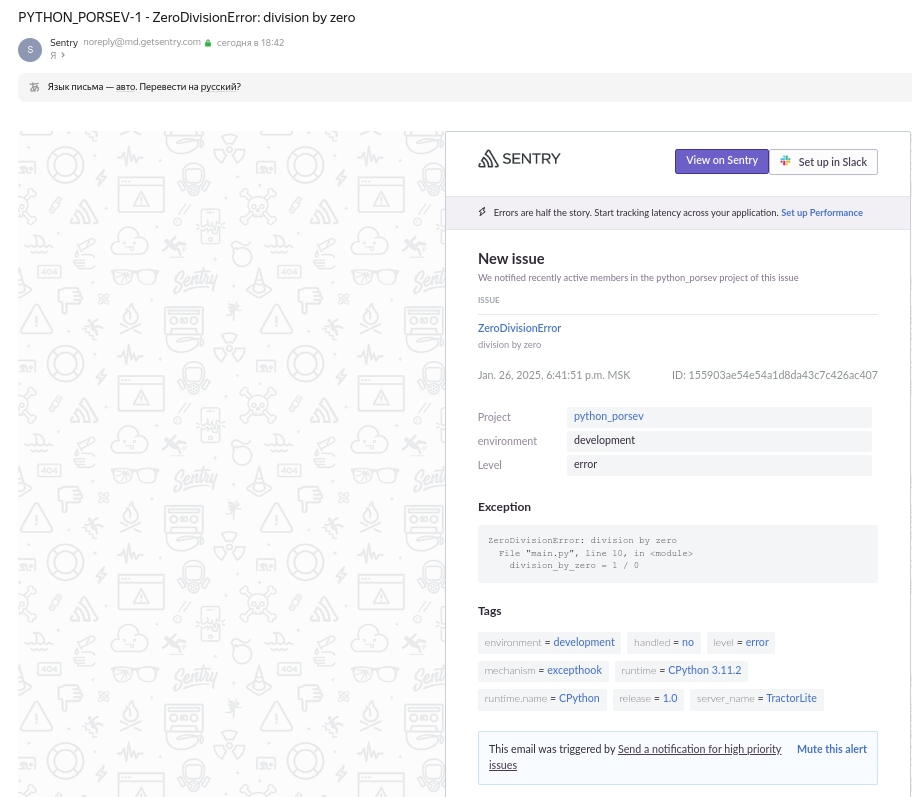 PYTHON_PORSEV-1 - ZeroDivisionError: division by zero
S
Sentry noreply@md.getsentry.com сегодня в 18:42
Я
Язык письма — авто. Перевести на русский?
SENTRY
View on Sentry
Set up in Slack
Errors are half the story. Start tracking latency across your application. Set up Performance
New issue
We notified recently active members in the python_porsev project of this issue
ISSUE
ZeroDivisionError
division by zero
Jan. 26, 2025, 6:41:51 p.m. MSK ID: 155903ae54e54a1d8da43c7c426ac407
Project python_porsev
environment development
Level error
Exception
ZeroDivisionError: division by zero
File "main.py", line 10, in <module>
division_by_zero = 1 / 0
Tags
environment = development handled = no level = error
mechanism = excepthook runtime = CPython 3.11.2
runtime.name = CPython release = 1.0 server_name = TractorLite
This email was triggered by Send a notification for high priority issues
Mute this alert
404
Sentry